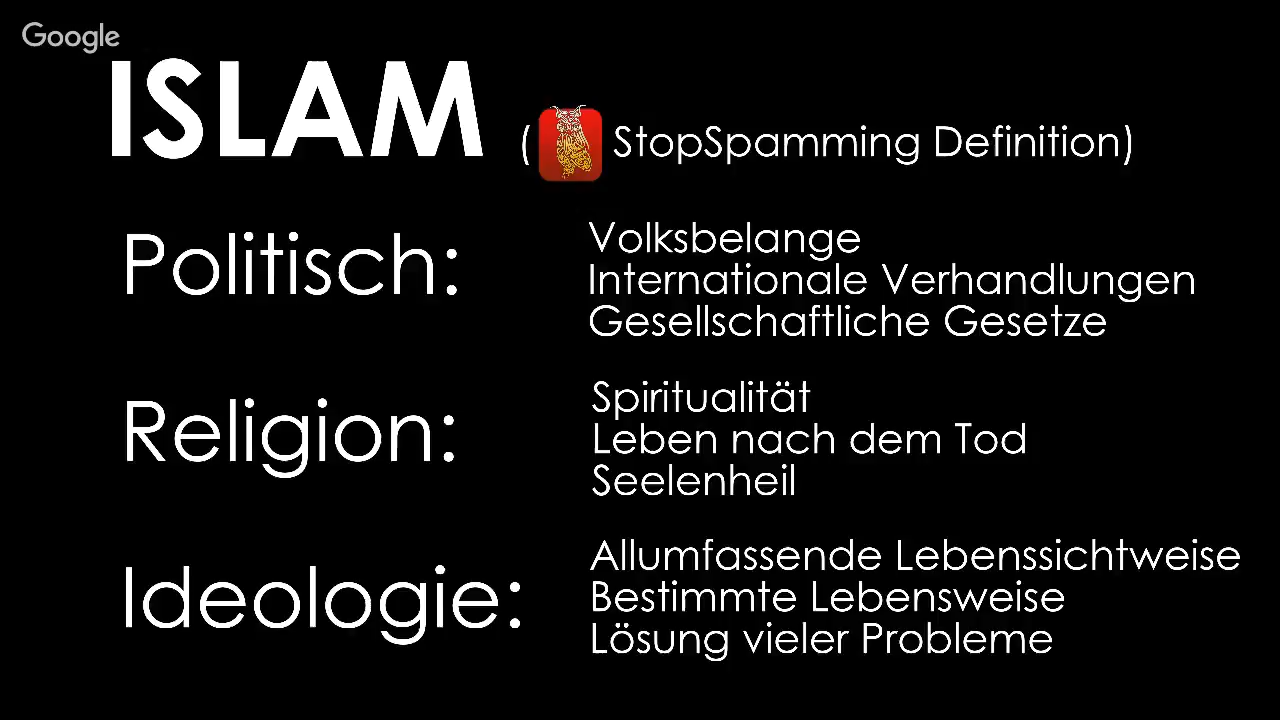 Google
ISLAM ( StopSpamming Definition)
Politisch:
Volksbelange
Internationale Verhandlungen
Gesellschaftliche Gesetze
Religion:
Spiritualität
Leben nach dem Tod
Seelenheil
Ideologie:
Allumfassende Lebenssichtweise
Bestimmte Lebensweise
Lösung vieler Probleme